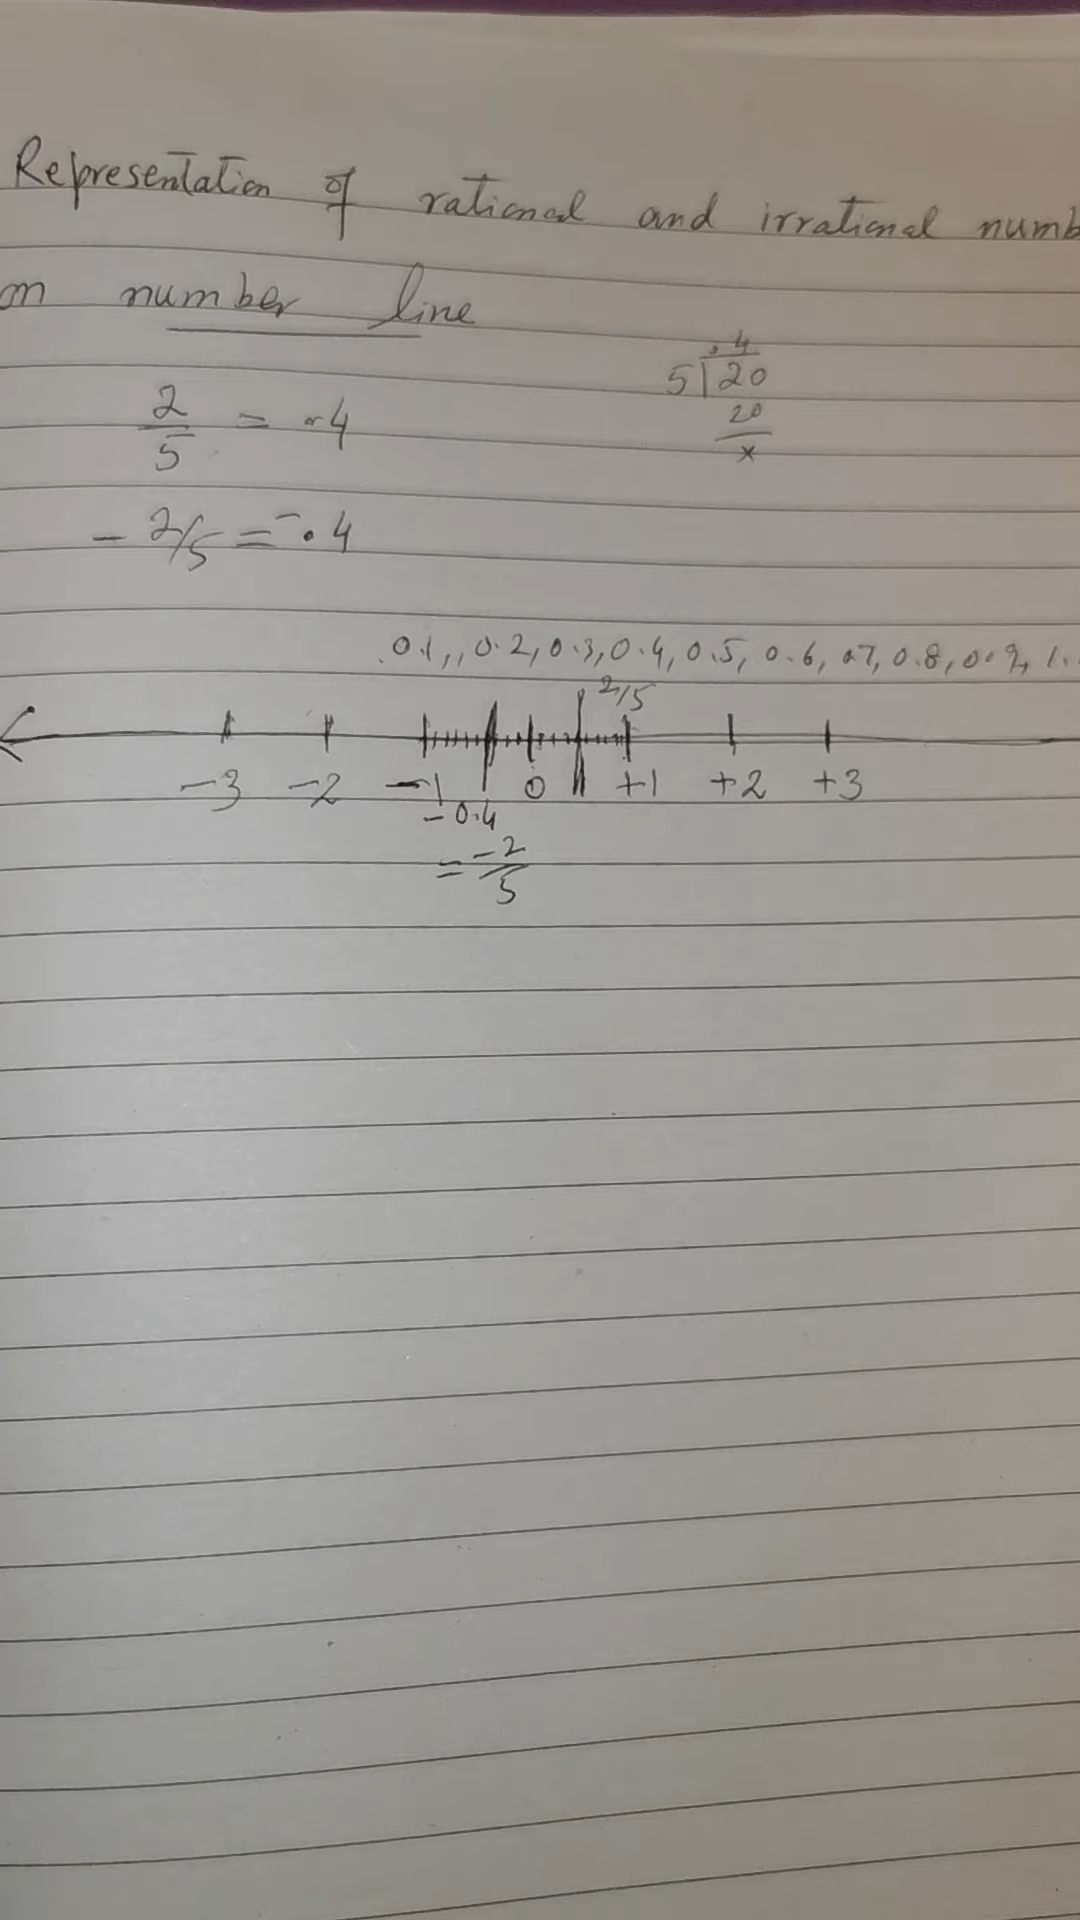 Representation of rational and irrational numb
on number line
.4
5 20
2/5 = .4
20
x
- 2/5 = -.4
0.1,, 0.2, 0.3, 0.4, 0.5, 0.6, .7, 0.8, 0.9, 1.
2/5
-3 -2 -1 0 +1 +2 +3
- 0.4
= -2/5